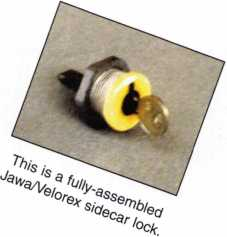 This is a fully-assembled
Jawa/Velorex sidecar lock.